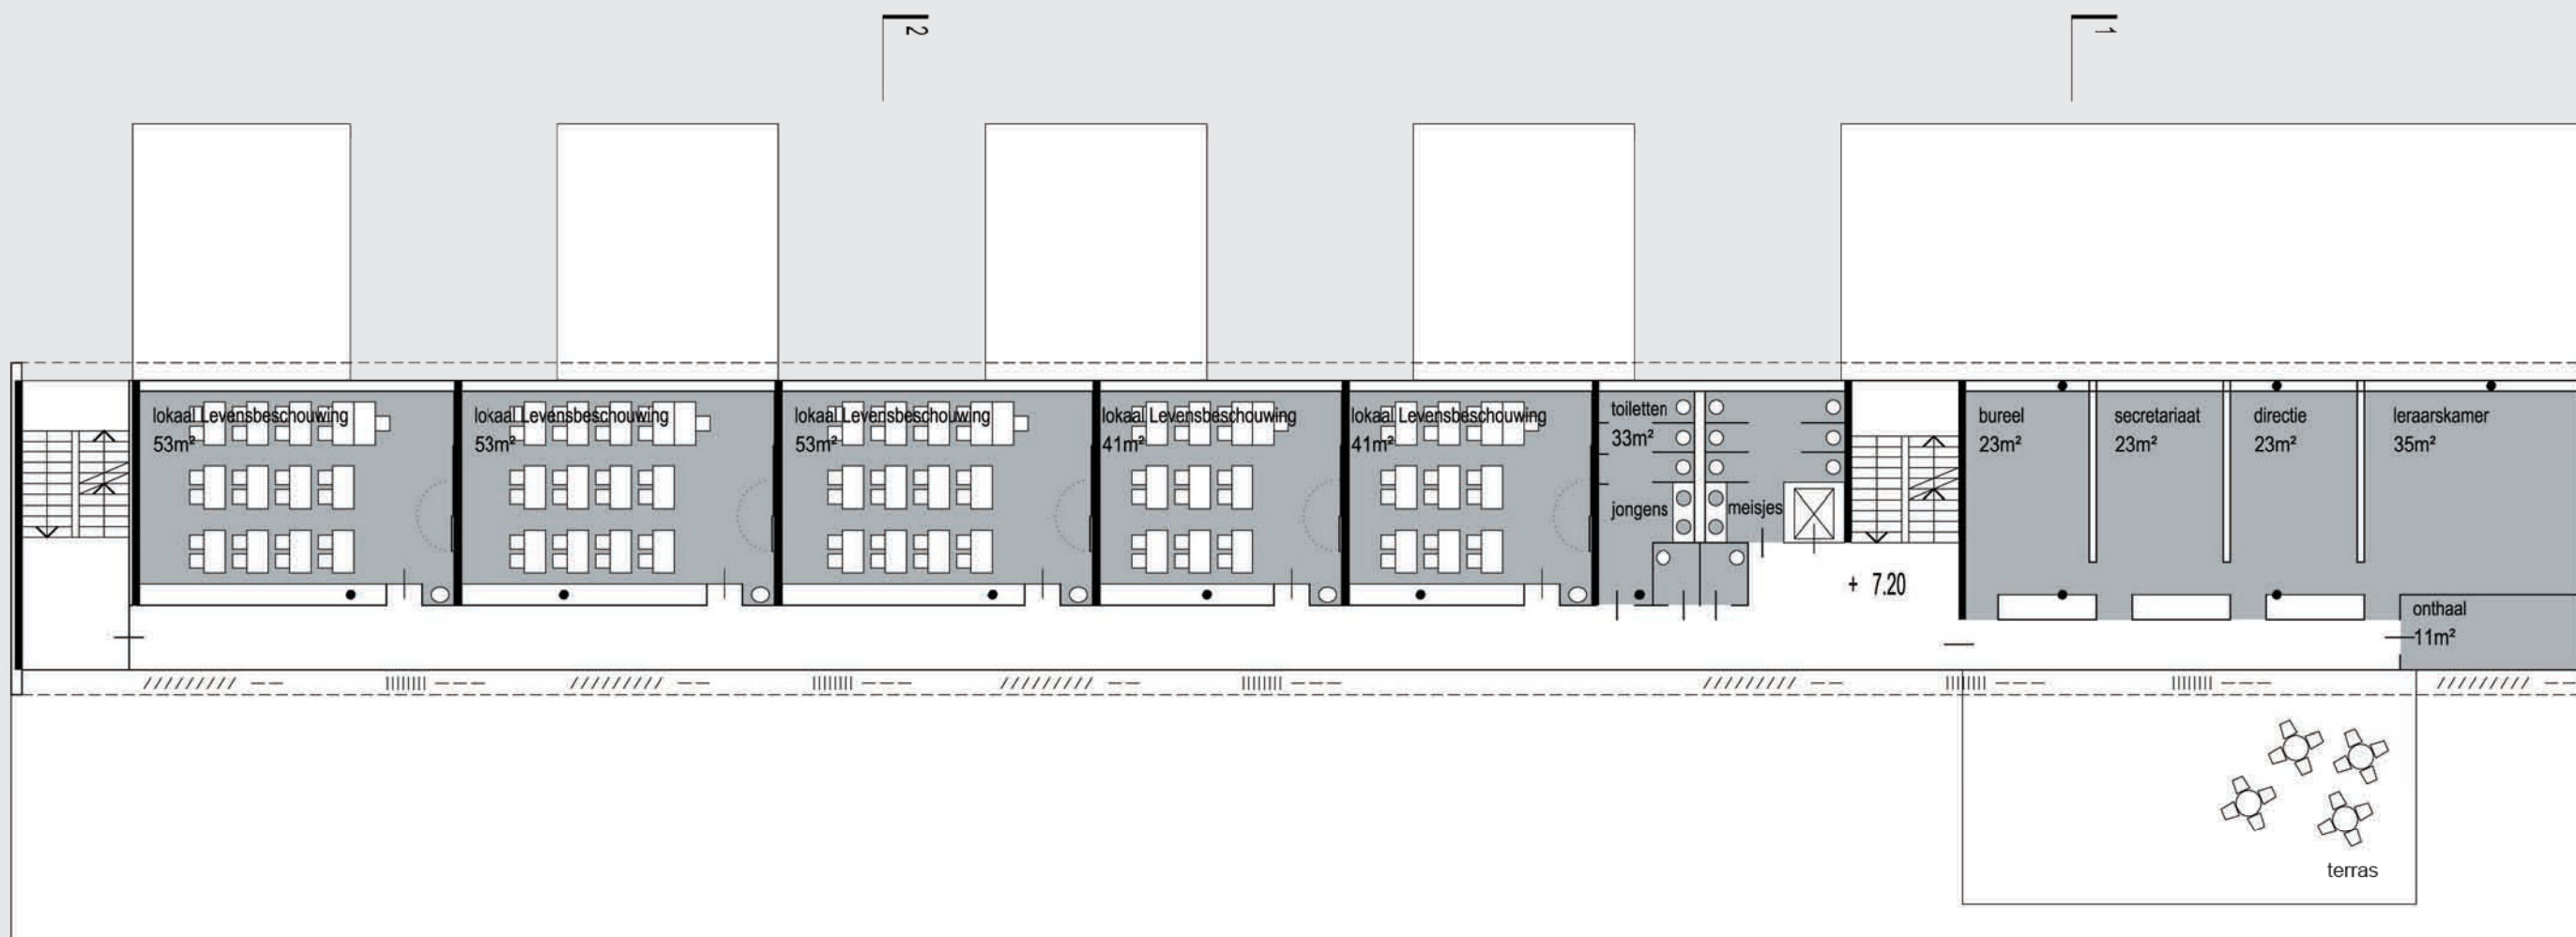 2
1
lokaal Levensbeschouwing
53m²
lokaal Levensbeschouwing
53m²
lokaal Levensbeschouwing
53m²
lokaal Levensbeschouwing
41m²
lokaal Levensbeschouwing
41m²
toiletten
33m²
jongens
meisjes
+ 7.20
bureel
23m²
secretariaat
23m²
directie
23m²
leraarskamer
35m²
onthaal
11m²
terras